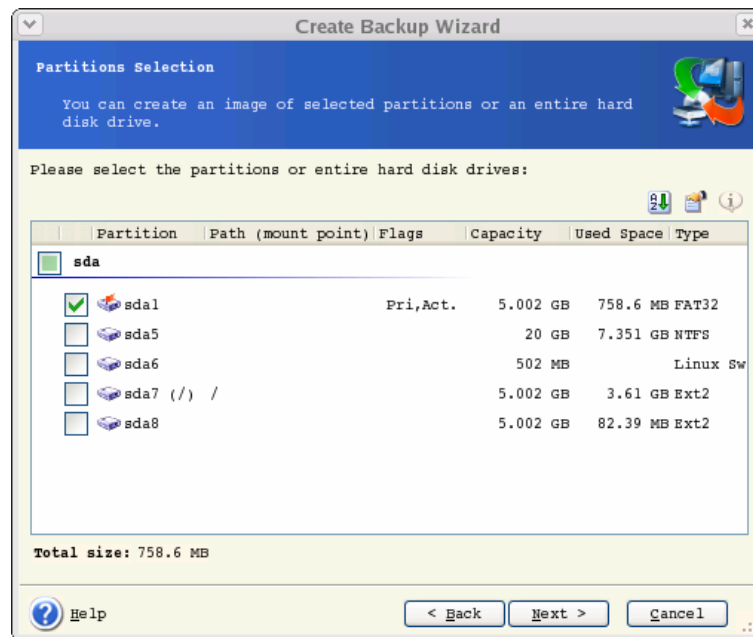 Create Backup Wizard
Partitions Selection
You can create an image of selected partitions or an entire hard
disk drive.
Please select the partitions or entire hard disk drives:
Partition Path (mount point) Flags Capacity Used Space Type
sda
sda1 Pri,Act. 5.002 GB 758.6 MB FAT32
sda5 20 GB 7.351 GB NTFS
sda6 502 MB Linux Sw
sda7 (/) / 5.002 GB 3.61 GB Ext2
sda8 5.002 GB 82.39 MB Ext2
Total size: 758.6 MB
Help < Back Next > Cancel